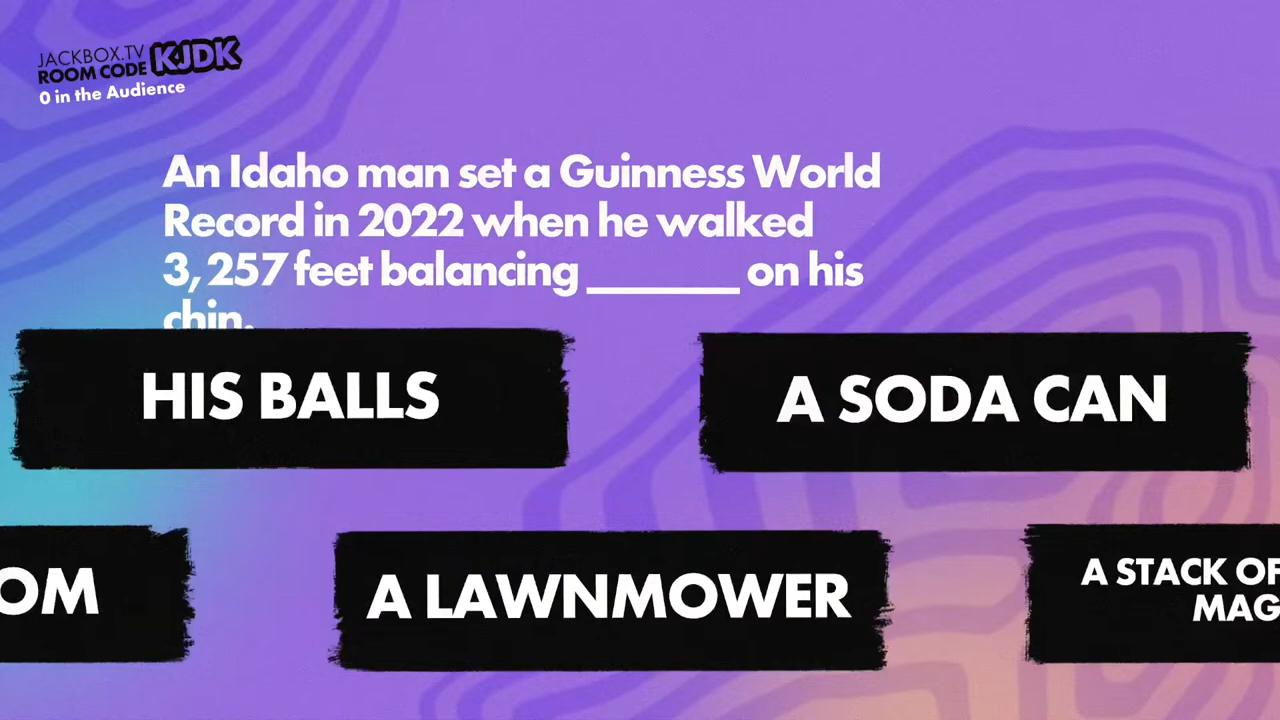 JACKBOX.TV
ROOM CODE KJDK
0 in the Audience
An Idaho man set a Guinness World
Record in 2022 when he walked
3,257 feet balancing ________ on his
chin.
HIS BALLS
A SODA CAN
OM
A LAWNMOWER
A STACK OF
MAG